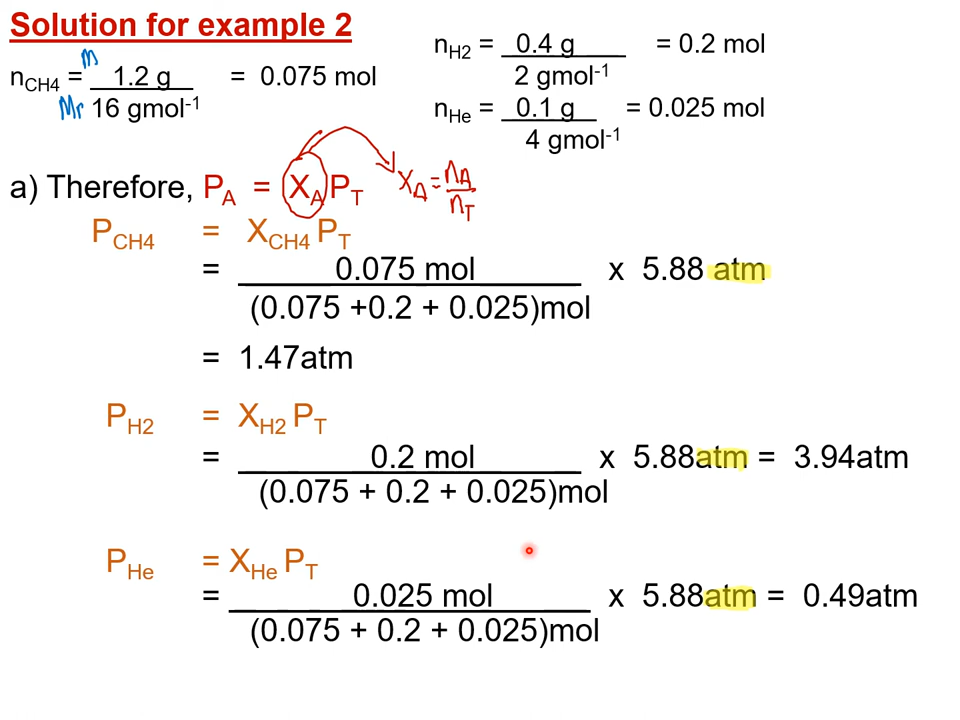 Solution for example 2
nCH4 = 1.2 g = 0.075 mol
m
Mr 16 gmol-1
nH2 = 0.4 g = 0.2 mol
2 gmol-1
nHe = 0.1 g = 0.025 mol
4 gmol-1
a) Therefore, PA = XA PT
XA = nA
nT
PCH4 = XCH4 PT
= 0.075 mol x 5.88 atm
(0.075 +0.2 + 0.025)mol
= 1.47atm
PH2 = XH2 PT
= 0.2 mol x 5.88atm = 3.94atm
(0.075 + 0.2 + 0.025)mol
PHe = XHe PT
= 0.025 mol x 5.88atm = 0.49atm
(0.075 + 0.2 + 0.025)mol